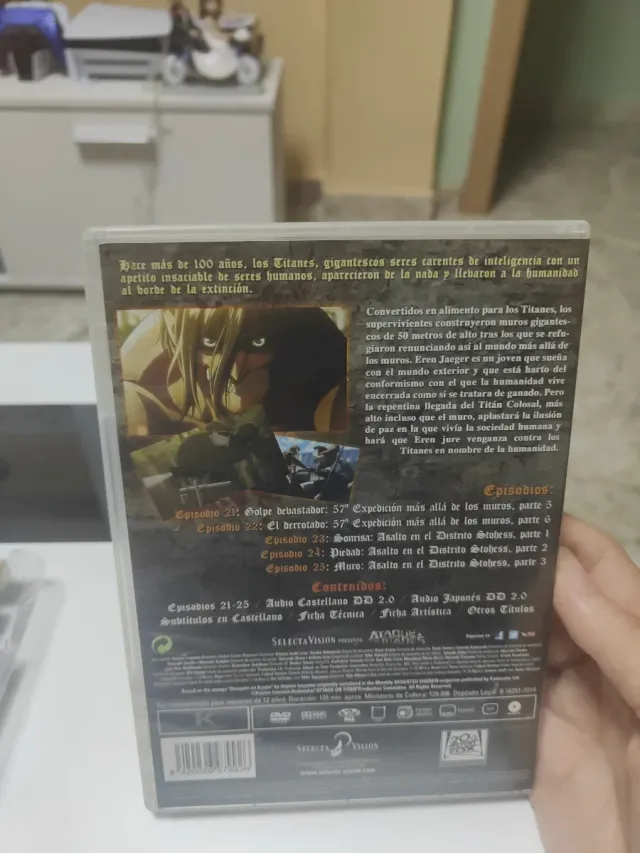 Hace más de 100 años, los Titanes, gigantescos seres carentes de inteligencia con un
apetito insaciable de seres humanos, aparecieron de la nada y llevaron a la humanidad
al borde de la extinción.
Convertidos en alimento para los Titanes, los
supervivientes construyeron muros gigantes-
cos de 50 metros de alto tras los que se refu-
giaron renunciando así al mundo más allá de
los muros. Eren Jaeger es un joven que sueña
con el mundo exterior y que está harto del
conformismo con el que la humanidad vive
encerrada como si se tratara de ganado. Pero
la repentina llegada del Titán Colosal, más
alto incluso que el muro, aplastará la ilusión
de paz en la que vivía la sociedad humana y
hará que Eren jure venganza contra los
Titanes en nombre de la humanidad.
Episodios:
Episodio 21: Golpe devastador: 57ª Expedición más allá de los muros, parte 5
Episodio 22: El derrotado: 57ª Expedición más allá de los muros, parte 6
Episodio 23: Sonrisa: Asalto en el Distrito Stohess, parte 1
Episodio 24: Piedad: Asalto en el Distrito Stohess, parte 2
Episodio 25: Muro: Asalto en el Distrito Stohess, parte 3
Contenidos:
Episodios 21-25 / Audio Castellano DD 2.0 / Audio Japonés DD 2.0
Subtitulos en Castellano / Ficha Técnica / Ficha Artística / Otros Títulos
SELECTA VISIÓN presenta ATAQUE TITANES
K
DVD
SELECTA VISIÓN